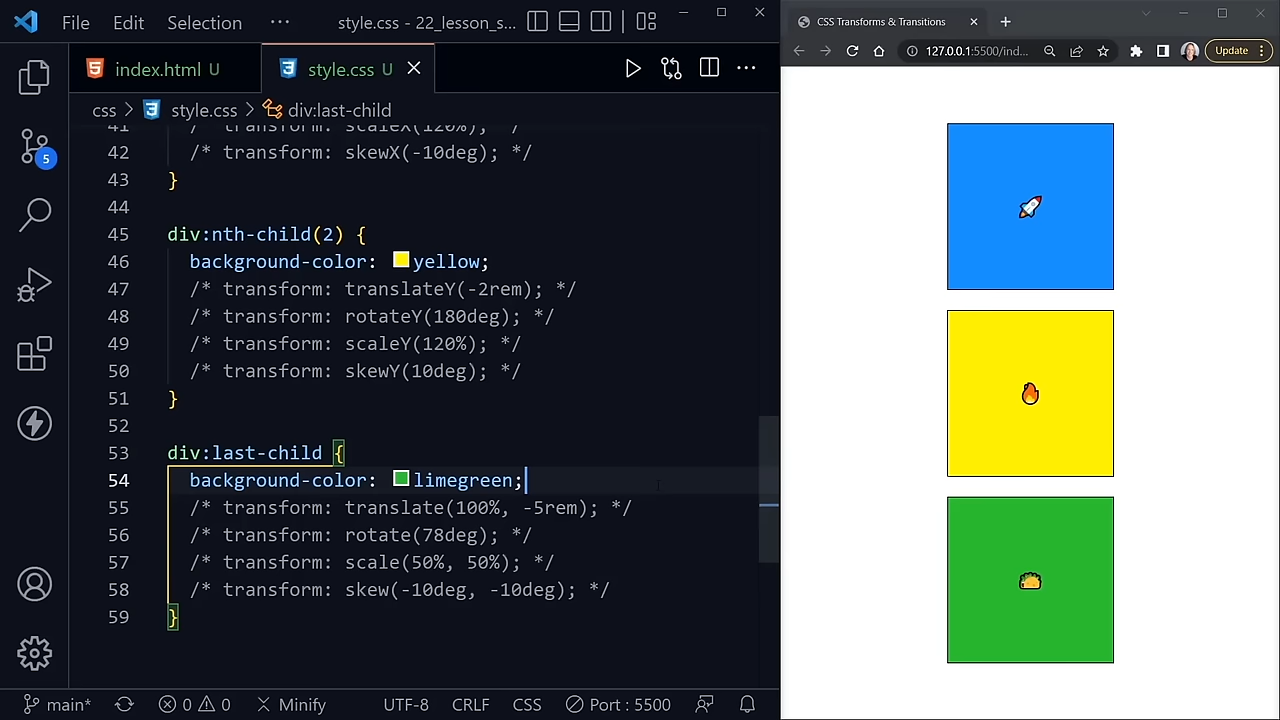 File Edit Selection ··· style.css - 22_lesson_s...
index.html U style.css U
css > style.css > div:last-child
41 /* transform: scaleX(120%); */
42 /* transform: skewX(-10deg); */
43 }
44
45 div:nth-child(2) {
46 background-color: yellow;
47 /* transform: translateY(-2rem); */
48 /* transform: rotateY(180deg); */
49 /* transform: scaleY(120%); */
50 /* transform: skewY(10deg); */
51 }
52
53 div:last-child {
54 background-color: limegreen;
55 /* transform: translate(100%, -5rem); */
56 /* transform: rotate(78deg); */
57 /* transform: scale(50%, 50%); */
58 /* transform: skew(-10deg, -10deg); */
59 }
5
main* 0 0 Minify UTF-8 CRLF CSS Port : 5500
CSS Transforms & Transitions
127.0.0.1:5500/ind... Update